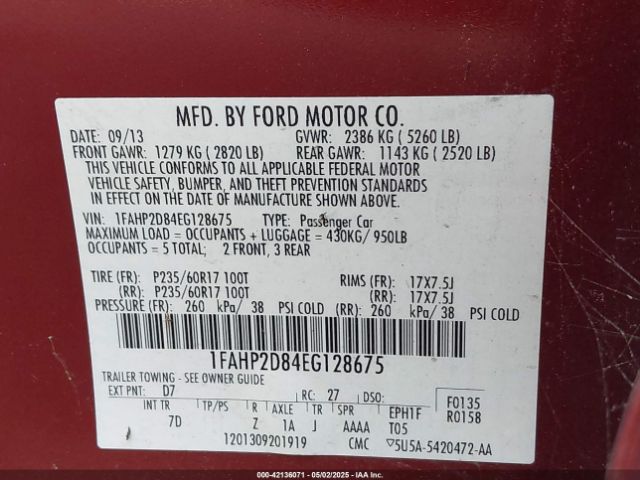 MFD. BY FORD MOTOR CO.
DATE: 09/13 GVWR: 2386 KG ( 5260 LB)
FRONT GAWR: 1279 KG ( 2820 LB) REAR GAWR: 1143 KG ( 2520 LB)
THIS VEHICLE CONFORMS TO ALL APPLICABLE FEDERAL MOTOR
VEHICLE SAFETY, BUMPER, AND THEFT PREVENTION STANDARDS
IN EFFECT ON THE DATE OF MANUFACTURE SHOWN ABOVE.
VIN: 1FAHP2D84EG128675 TYPE: Passenger Car
MAXIMUM LOAD = OCCUPANTS + LUGGAGE = 430KG/ 950LB
OCCUPANTS = 5 TOTAL; 2 FRONT, 3 REAR
TIRE (FR): P235/60R17 100T RIMS (FR): 17X7.5J
(RR): P235/60R17 100T (RR): 17X7.5J
PRESSURE (FR): 260 kPa/ 38 PSI COLD (RR): 260 kPa/ 38 PSI COLD
1FAHP2D84EG128675
TRAILER TOWING - SEE OWNER GUIDE
EXT PNT: D7 RC: 27 DSO: F0135
INT TR TP/PS R AXLE TR SPR EPH1F R0158
7D Z 1A J AAAA T05
1201309201919 CMC 5U5A-5420472-AA
000-42136071 - 05/02/2025 - IAA